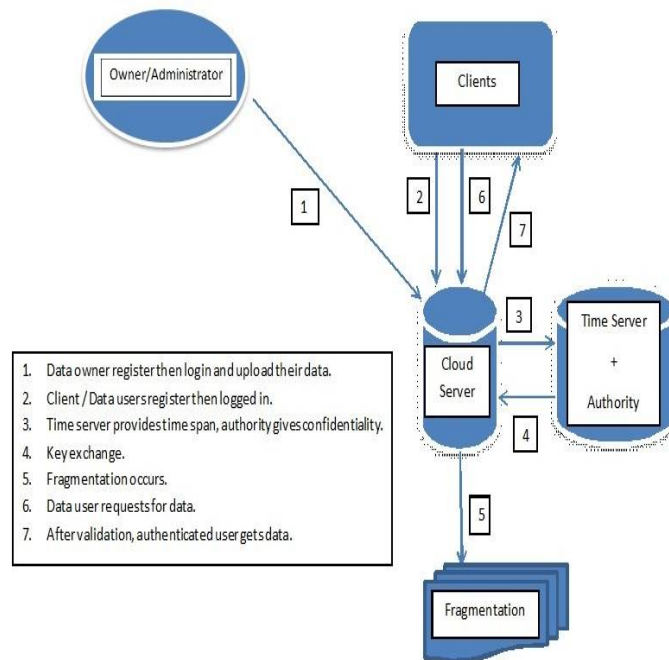 Owner/Administrator
Clients
1
2
6
7
Cloud
Server
3
4
Time Server
+
Authority
1. Data owner register then login and upload their data.
2. Client / Data users register then logged in.
3. Time server provides time span, authority gives confidentiality.
4. Key exchange.
5. Fragmentation occurs.
6. Data user requests for data.
7. After validation, authenticated user gets data.
5
Fragmentation